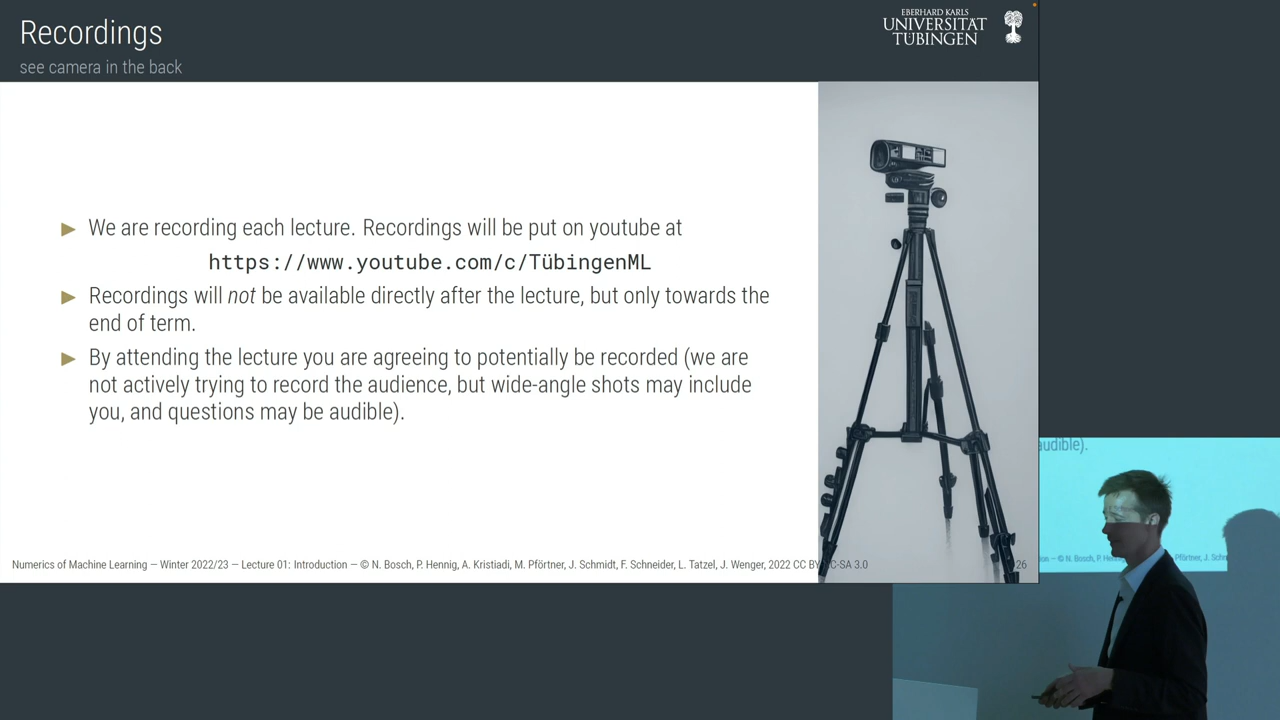 Recordings
see camera in the back
EBERHARD KARLS
UNIVERSITÄT
TÜBINGEN
▶ We are recording each lecture. Recordings will be put on youtube at
https://www.youtube.com/c/TübingenML
▶ Recordings will not be available directly after the lecture, but only towards the
end of term.
▶ By attending the lecture you are agreeing to potentially be recorded (we are
not actively trying to record the audience, but wide-angle shots may include
you, and questions may be audible).
Numerics of Machine Learning — Winter 2022/23 — Lecture 01: Introduction — © N. Bosch, P. Hennig, A. Kristiadi, M. Pförtner, J. Schmidt, F. Schneider, L. Tatzel, J. Wenger, 2022 CC BY-NC-SA 3.0
26
audible).
on — © N. Bosch, P. He
Pförtner, J. Schm